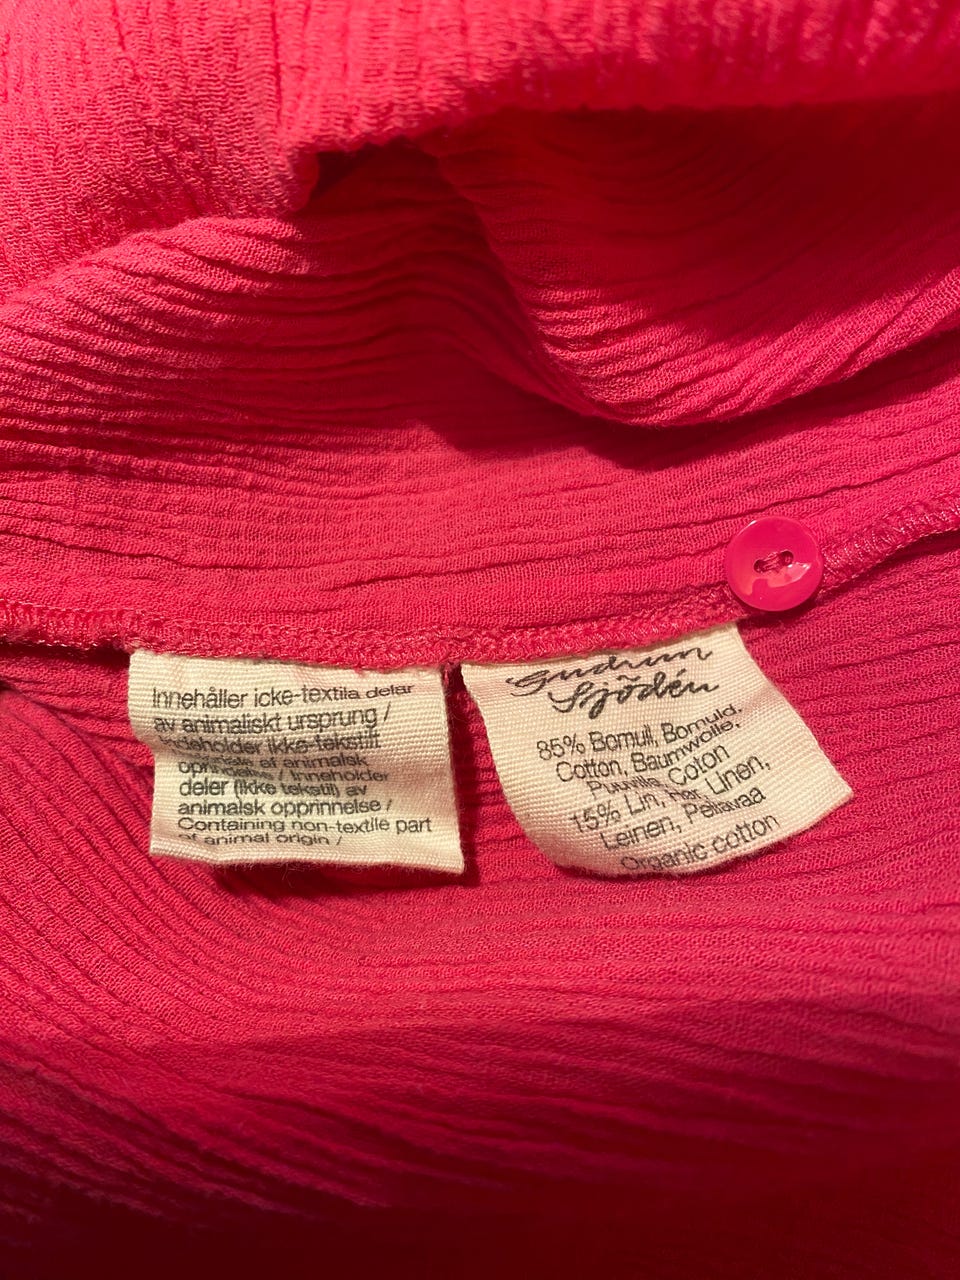 Innehåller icke-textila delar
av animaliskt ursprung /
Indeholder ikke-tekstilt
oprindelse af animalsk
oprindelse / Inneholder
deler (ikke tekstil) av
animalsk opprinnelse /
Containing non-textile part
of animal origin /
Gudrun
Sjödén
85% Bomull, Bomuld,
Cotton, Baumwolle,
Puuvilla, Coton
15% Lin, Hør, Linen,
Leinen, Pellavaa
Organic cotton